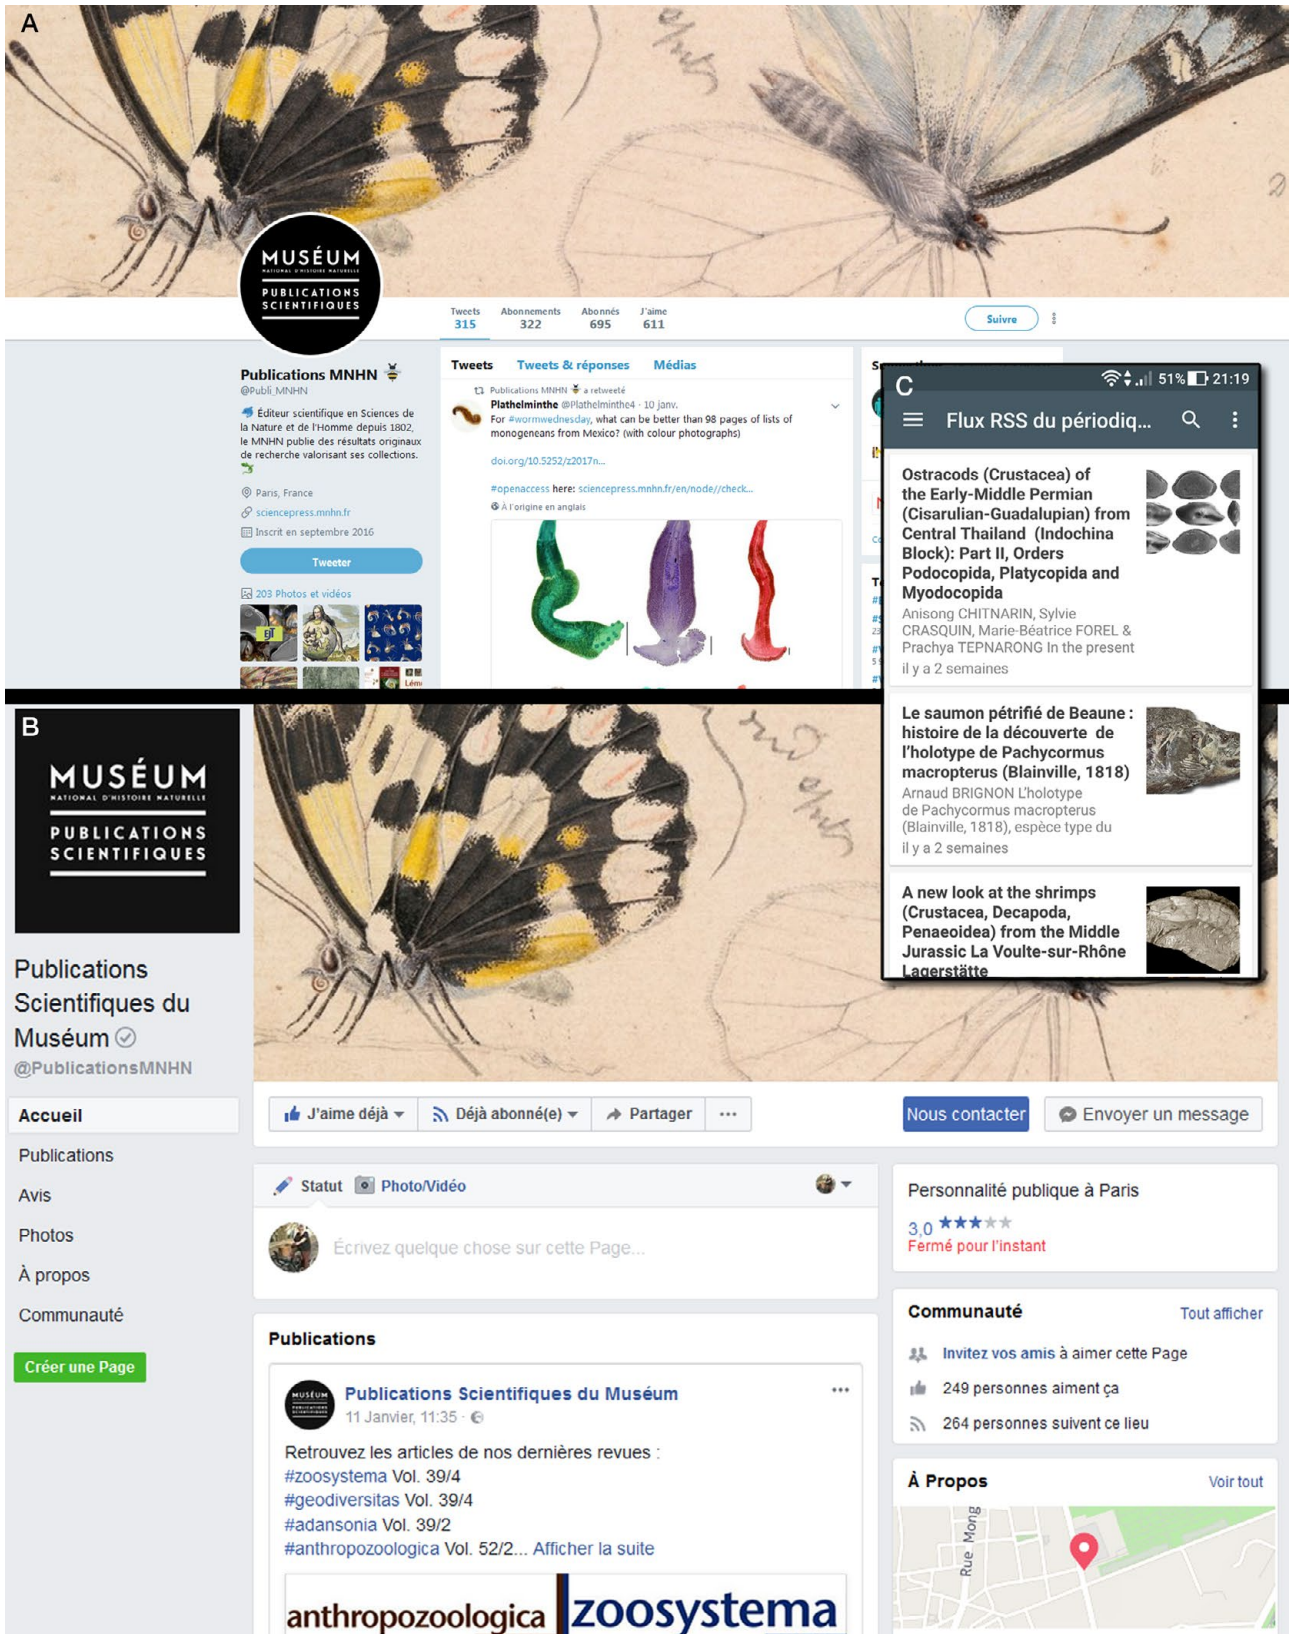 A
MUSÉUM
NATIONAL D'HISTOIRE NATURELLE
PUBLICATIONS
SCIENTIFIQUES
Tweets
315
Abonnements
322
Abonnés
695
J'aime
611
Suivre
Publications MNHN
@Publi_MNHN
Éditeur scientifique en Sciences de
la Nature et de l'Homme depuis 1802,
le MNHN publie des résultats originaux
de recherche valorisant ses collections.
Paris, France
sciencepress.mnhn.fr
Inscrit en septembre 2016
Tweeter
203 Photos et vidéos
EJT
Tweets Tweets & réponses Médias
Publications MNHN a retweeté
Plathelminthe @Plathelminthe4 · 10 janv.
For #wormwednesday, what can be better than 98 pages of lists of
monogeneans from Mexico? (with colour photographs)
doi.org/10.5252/z2017n...
#openaccess here: sciencepress.mnhn.fr/en/node//check...
À l'origine en anglais
C
51% 21:19
Flux RSS du périodiq...
Ostracods (Crustacea) of
the Early-Middle Permian
(Cisarulian-Guadalupian) from
Central Thailand (Indochina
Block): Part II, Orders
Podocopida, Platycopida and
Myodocopida
Anisong CHITNARIN, Sylvie
CRASQUIN, Marie-Béatrice FOREL &
Prachya TEPNARONG In the present
il y a 2 semaines
Le saumon pétrifié de Beaune :
histoire de la découverte de
l'holotype de Pachycormus
macropterus (Blainville, 1818)
Arnaud BRIGNON L'holotype
de Pachycormus macropterus
(Blainville, 1818), espèce type du
il y a 2 semaines
A new look at the shrimps
(Crustacea, Decapoda,
Penaeoidea) from the Middle
Jurassic La Voulte-sur-Rhône
Lagerstätte
B
MUSÉUM
NATIONAL D'HISTOIRE NATURELLE
PUBLICATIONS
SCIENTIFIQUES
Publications
Scientifiques du
Muséum
@PublicationsMNHN
Accueil
Publications
Avis
Photos
À propos
Communauté
Créer une Page
J'aime déjà
Déjà abonné(e)
Partager
Nous contacter
Envoyer un message
Statut Photo/Vidéo
Écrivez quelque chose sur cette Page...
Publications
MUSÉUM
Publications Scientifiques du Muséum
11 Janvier, 11:35 ·
Retrouvez les articles de nos dernières revues :
#zoosystema Vol. 39/4
#geodiversitas Vol. 39/4
#adansonia Vol. 39/2
#anthropozoologica Vol. 52/2... Afficher la suite
anthropozoologica zoosystema
Personnalité publique à Paris
3,0
Fermé pour l'instant
Communauté Tout afficher
Invitez vos amis à aimer cette Page
249 personnes aiment ça
264 personnes suivent ce lieu
À Propos Voir tout
Rue Mong